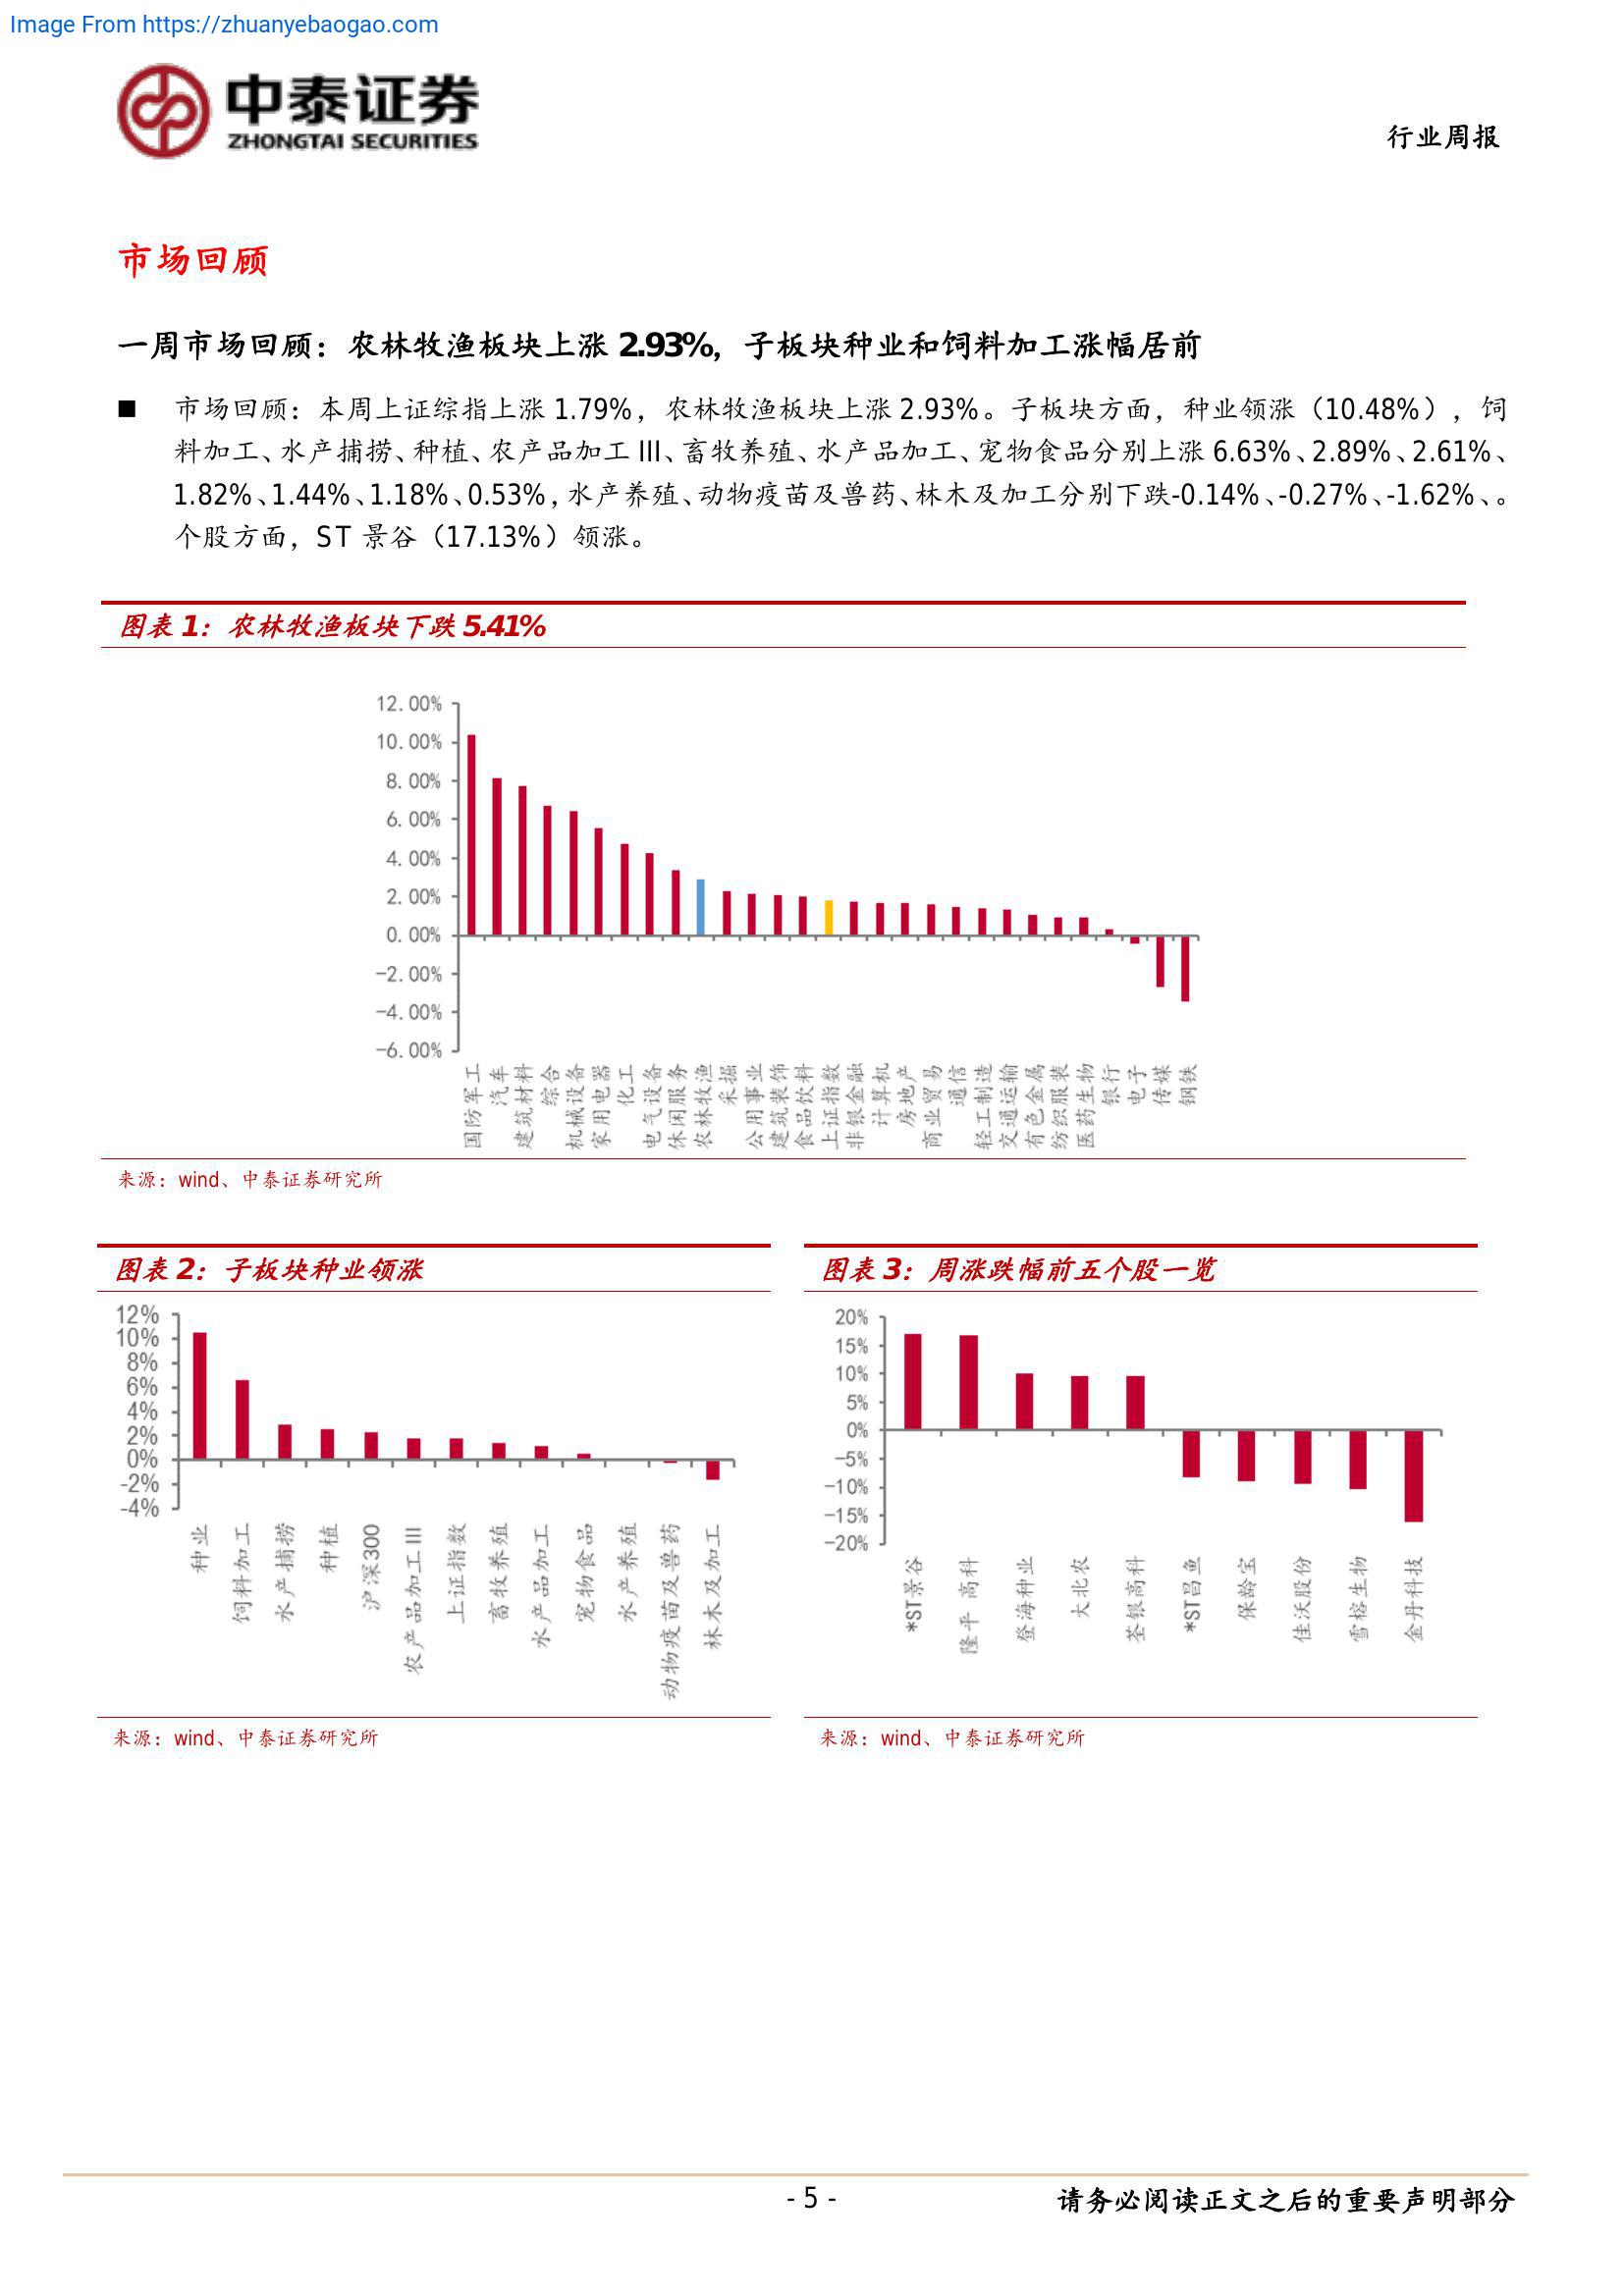 Image From https://zhuanyebaogao.com
中泰证券
ZHONGTAI SECURITIES
行业周报
市场回顾
一周市场回顾：农林牧渔板块上涨 2.93%，子板块种业和饲料加工涨幅居前
■ 市场回顾：本周上证综指上涨 1.79%，农林牧渔板块上涨 2.93%。子板块方面，种业领涨（10.48%），饲
料加工、水产捕捞、种植、农产品加工 III、畜牧养殖、水产品加工、宠物食品分别上涨 6.63%、2.89%、2.61%、
1.82%、1.44%、1.18%、0.53%，水产养殖、动物疫苗及兽药、林木及加工分别下跌-0.14%、-0.27%、-1.62%、。
个股方面，ST 景谷（17.13%）领涨。
图表 1：农林牧渔板块下跌 5.41%
12.00%
10.00%
8.00%
6.00%
4.00%
2.00%
0.00%
-2.00%
-4.00%
-6.00%
国防军工
汽车
建筑材料
综合
机械设备
家用电器
化工
电气设备
休闲服务
农林牧渔
采掘
公用事业
建筑装饰
食品饮料
上证指数
非银金融
计算机
房地产
商业贸易
通信
轻工制造
交通运输
有色金属
纺织服装
医药生物
银行
电子
传媒
钢铁
来源：wind、中泰证券研究所
图表 2：子板块种业领涨
12%
10%
8%
6%
4%
2%
0%
-2%
-4%
种业
饲料加工
水产捕捞
种植
沪深300
农产品加工III
上证指数
畜牧养殖
水产品加工
宠物食品
水产养殖
动物疫苗及兽药
林木及加工
来源：wind、中泰证券研究所
图表 3：周涨跌幅前五个股一览
20%
15%
10%
5%
0%
-5%
-10%
-15%
-20%
*ST景谷
隆平 高科
登海种业
大北农
荃银高科
*ST昌鱼
保龄宝
佳沃股份
雪榕生物
金丹科技
来源：wind、中泰证券研究所
- 5 -
请务必阅读正文之后的重要声明部分